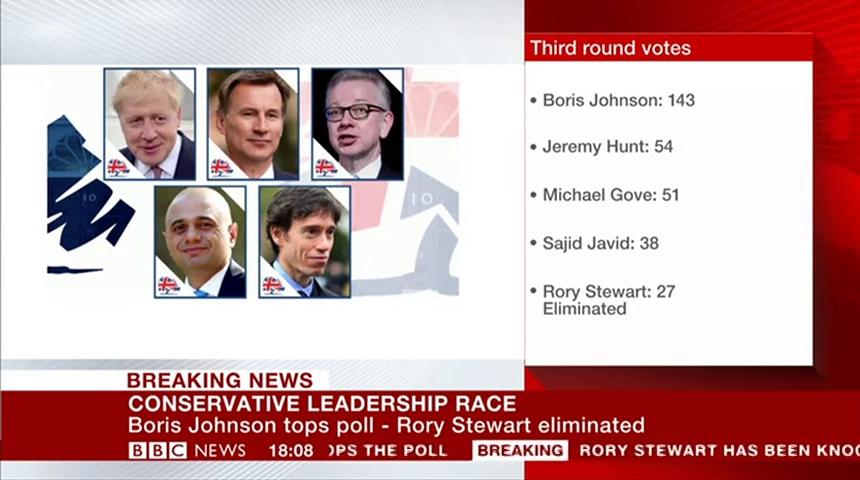 Third round votes
• Boris Johnson: 143
• Jeremy Hunt: 54
• Michael Gove: 51
• Sajid Javid: 38
• Rory Stewart: 27
Eliminated
10
10
BREAKING NEWS
CONSERVATIVE LEADERSHIP RACE
Boris Johnson tops poll - Rory Stewart eliminated
BBC NEWS 18:08 OPS THE POLL BREAKING RORY STEWART HAS BEEN KNOC